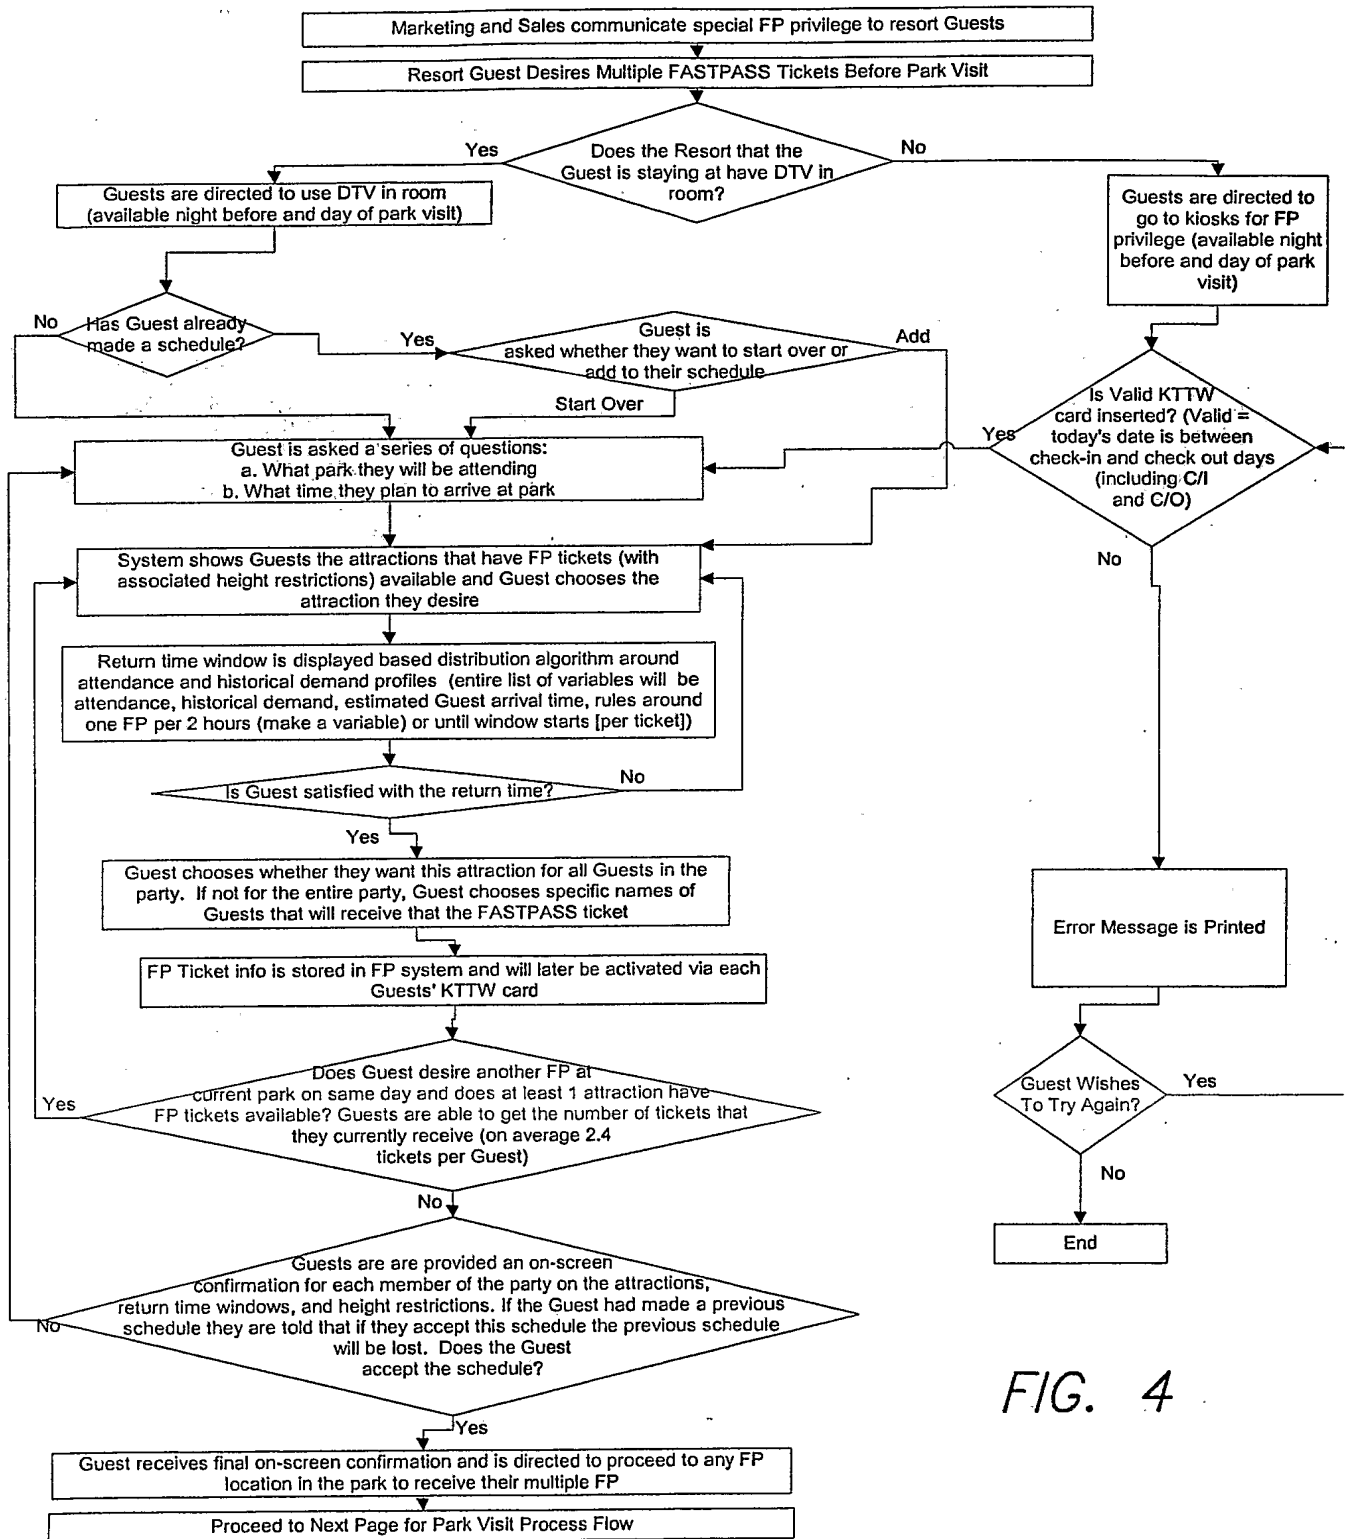 Marketing and Sales communicate special FP privilege to resort Guests
Resort Guest Desires Multiple FASTPASS Tickets Before Park Visit
Does the Resort that the
Guest is staying at have DTV in
room?
Yes
No
Guests are directed to use DTV in room
(available night before and day of park visit)
Guests are directed to
go to kiosks for FP
privilege (available night
before and day of park
visit)
Has Guest already
made a schedule?
No
Yes
Guest is
asked whether they want to start over or
add to their schedule
Add
Start Over
Is Valid KTTW
card inserted? (Valid =
today's date is between
check-in and check out days
(including C/I
and C/O)
Yes
No
Guest is asked a series of questions:
a. What park they will be attending
b. What time they plan to arrive at park
System shows Guests the attractions that have FP tickets (with
associated height restrictions) available and Guest chooses the
attraction they desire
Return time window is displayed based distribution algorithm around
attendance and historical demand profiles (entire list of variables will be
attendance, historical demand, estimated Guest arrival time, rules around
one FP per 2 hours (make a variable) or until window starts [per ticket])
Is Guest satisfied with the return time?
No
Yes
Guest chooses whether they want this attraction for all Guests in the
party. If not for the entire party, Guest chooses specific names of
Guests that will receive that the FASTPASS ticket
Error Message is Printed
FP Ticket info is stored in FP system and will later be activated via each
Guests' KTTW card
Does Guest desire another FP at
current park on same day and does at least 1 attraction have
FP tickets available? Guests are able to get the number of tickets that
they currently receive (on average 2.4
tickets per Guest)
Yes
No
Guest Wishes
To Try Again?
Yes
No
End
Guests are are provided an on-screen
confirmation for each member of the party on the attractions,
return time windows, and height restrictions. If the Guest had made a previous
schedule they are told that if they accept this schedule the previous schedule
will be lost. Does the Guest
accept the schedule?
No
Yes
Guest receives final on-screen confirmation and is directed to proceed to any FP
location in the park to receive their multiple FP
Proceed to Next Page for Park Visit Process Flow
FIG. 4